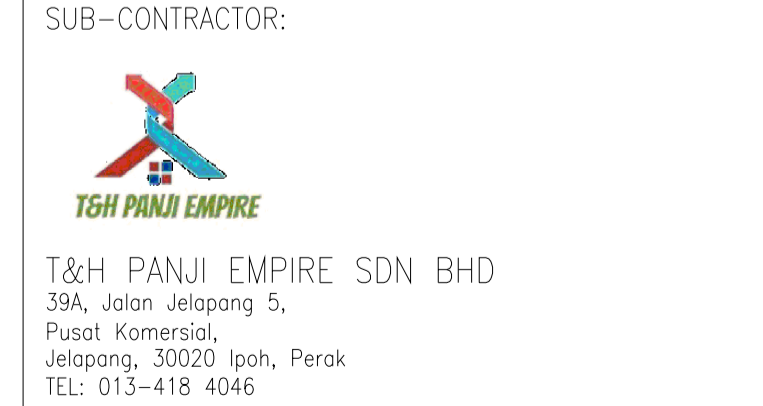 SUB-CONTRACTOR:
T&H PANJI EMPIRE
T&H PANJI EMPIRE SDN BHD
39A, Jalan Jelapang 5,
Pusat Komersial,
Jelapang, 30020 Ipoh, Perak
TEL: 013-418 4046